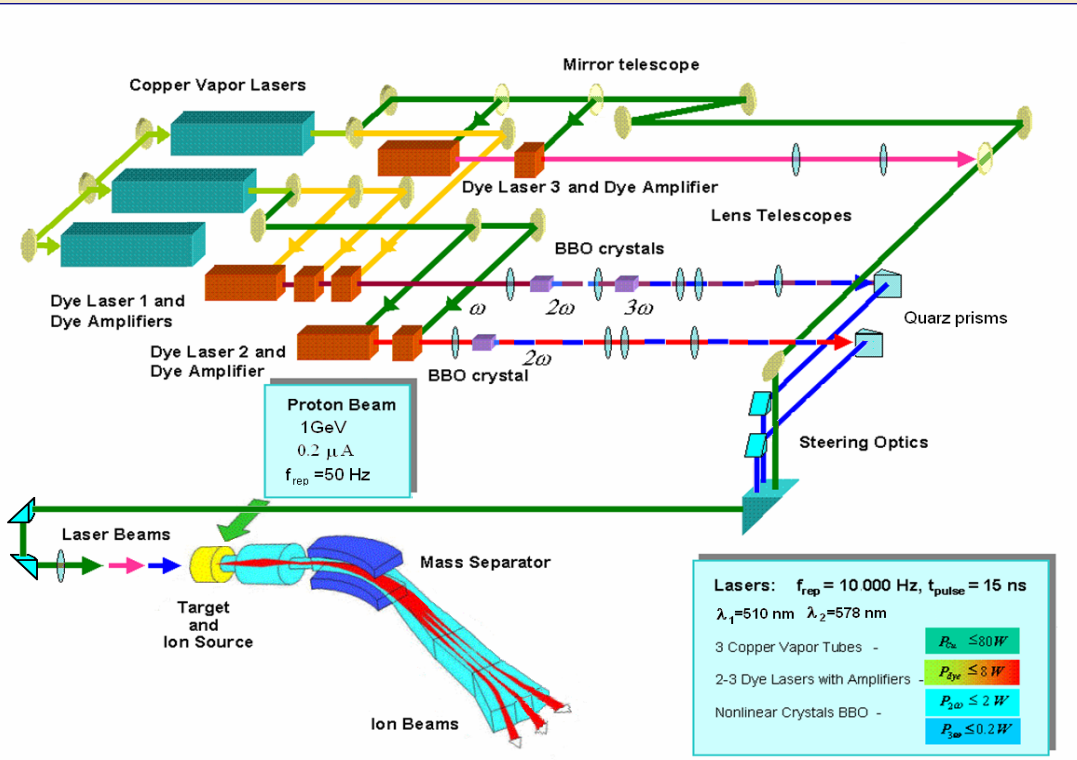 Mirror telescope
Copper Vapor Lasers
Dye Laser 3 and Dye Amplifier
Lens Telescopes
BBO crystals
Dye Laser 1 and
Dye Amplifiers
ω
2ω
3ω
Quarz prisms
Dye Laser 2 and
Dye Amplifier
2ω
BBO crystal
Proton Beam
1GeV
0.2 μA
f_rep =50 Hz
Steering Optics
Laser Beams
Mass Separator
Target
and
Ion Source
Ion Beams
Lasers: f_rep = 10 000 Hz, t_pulse = 15 ns
λ1=510 nm λ2=578 nm
3 Copper Vapor Tubes - P_Cu ≤80W
2-3 Dye Lasers with Amplifiers - P_dye ≤ 8 W
Nonlinear Crystals BBO - P_2ω ≤ 2 W
P_3ω ≤0.2W